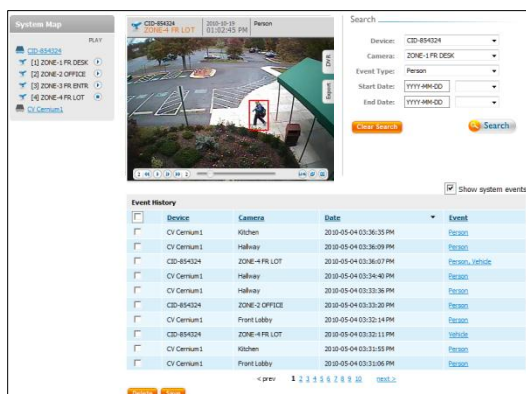 System Map
PLAY
CID-854324
[1] ZONE-1 FR DESK
[2] ZONE-2 OFFICE
[3] ZONE-3 FR ENTR.
[4] ZONE-4 FR LOT
CV Cernium1
CID-854324
ZONE-4 FR LOT
2010-10-19
01:02:45 PM
Person
DVR
Export
Search
Device: CID-854324
Camera: ZONE-1 FR DESK
Event Type: Person
Start Date: YYYY-MM-DD
End Date: YYYY-MM-DD
Clear Search Search
Show system events
Event History
Device Camera Date Event
CV Cernium1 Kitchen 2010-05-04 03:36:35 PM Person
CV Cernium1 Hallway 2010-05-04 03:36:09 PM Person
CID-854324 ZONE-4 FR LOT 2010-05-04 03:36:07 PM Person, Vehicle
CV Cernium1 Hallway 2010-05-04 03:34:40 PM Person
CV Cernium1 Hallway 2010-05-04 03:33:36 PM Person
CID-854324 ZONE-2 OFFICE 2010-05-04 03:33:20 PM Person
CV Cernium1 Front Lobby 2010-05-04 03:32:14 PM Person
CID-854324 ZONE-4 FR LOT 2010-05-04 03:32:11 PM Vehicle
CV Cernium1 Kitchen 2010-05-04 03:31:55 PM Person
CV Cernium1 Front Lobby 2010-05-04 03:31:06 PM Person
< prev 1 2 3 4 5 6 7 8 9 10 next >